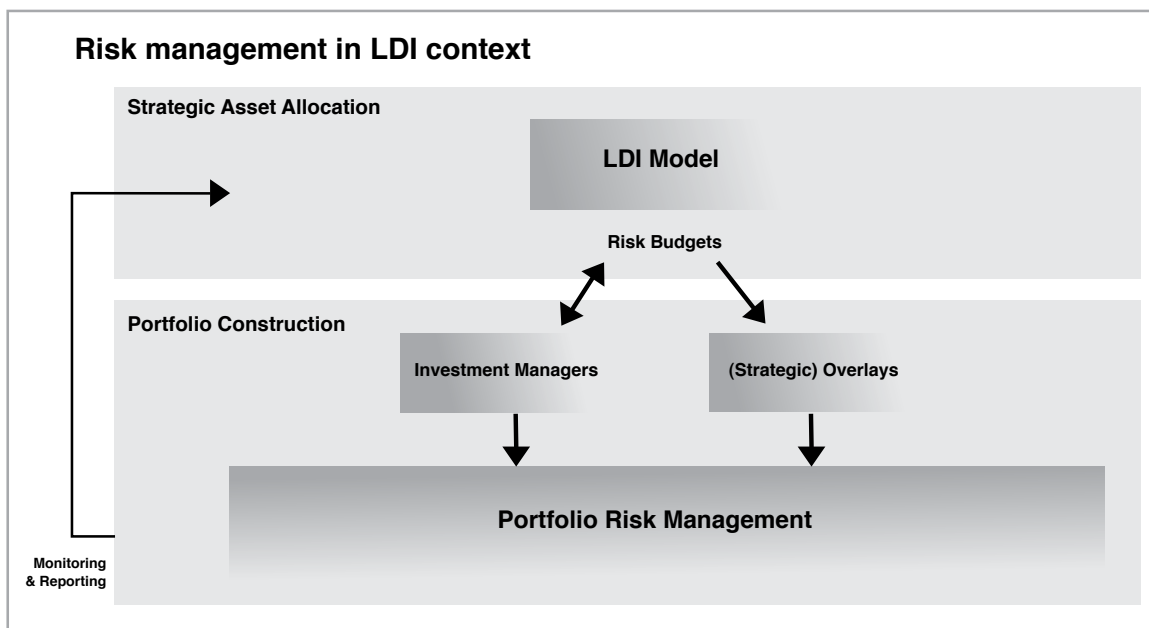 Risk management in LDI context
Strategic Asset Allocation
LDI Model
Risk Budgets
Portfolio Construction
Investment Managers
(Strategic) Overlays
Portfolio Risk Management
Monitoring
& Reporting